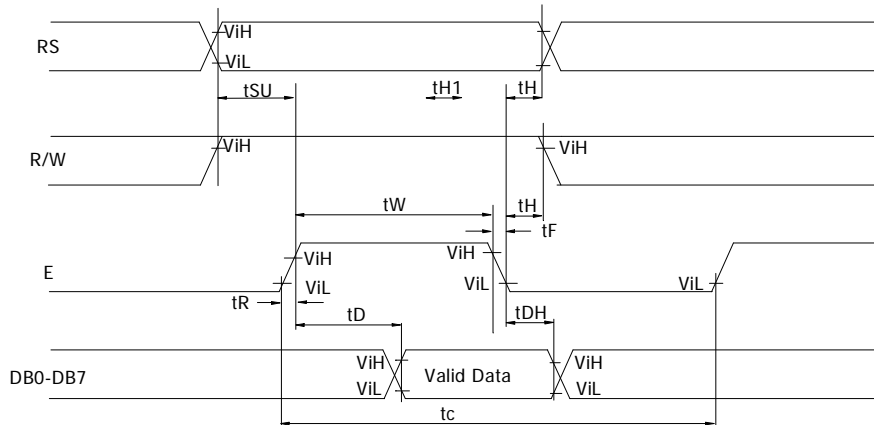 ViH
RS
ViL
tSU
tH1
tH
ViH
R/W
ViH
tW
tH
tF
ViH
ViH
E
ViL
ViL
ViL
tR
tD
tDH
ViH
ViH
DB0-DB7
Valid Data
ViL
ViL
tc